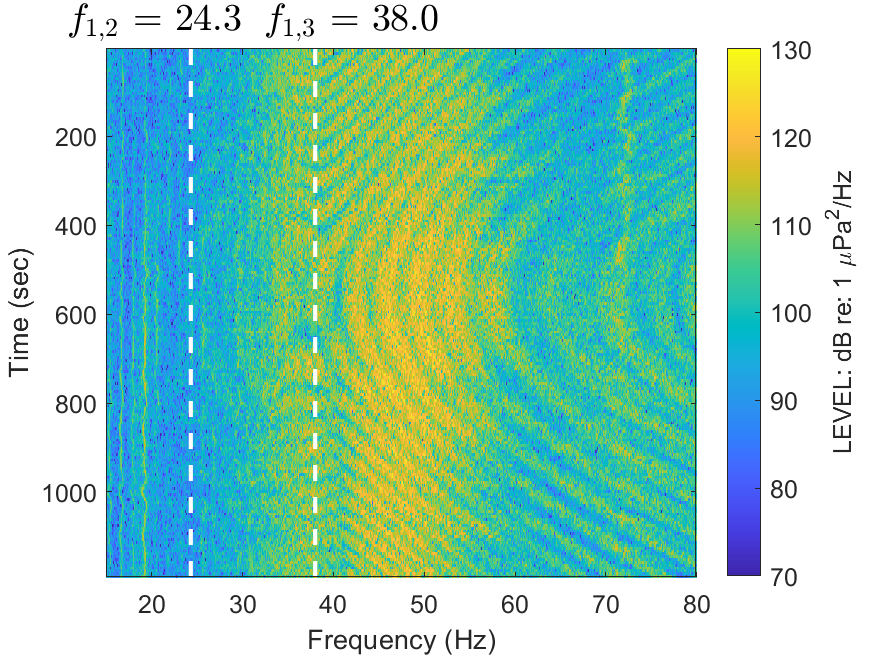 f1,2 = 24.3 f1,3 = 38.0
200
400
600
800
1000
Time (sec)
20 30 40 50 60 70 80
Frequency (Hz)
130
120
110
100
90
80
70
LEVEL: dB re: 1 μPa²/Hz